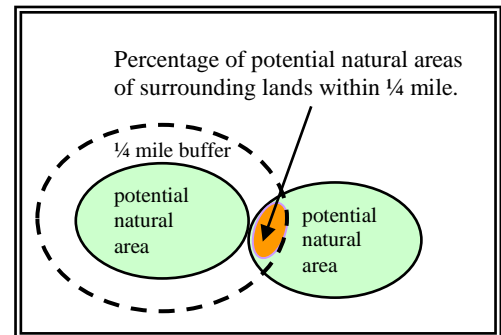 Percentage of potential natural areas
of surrounding lands within ¼ mile.
¼ mile buffer
potential
natural
area
potential
natural
area